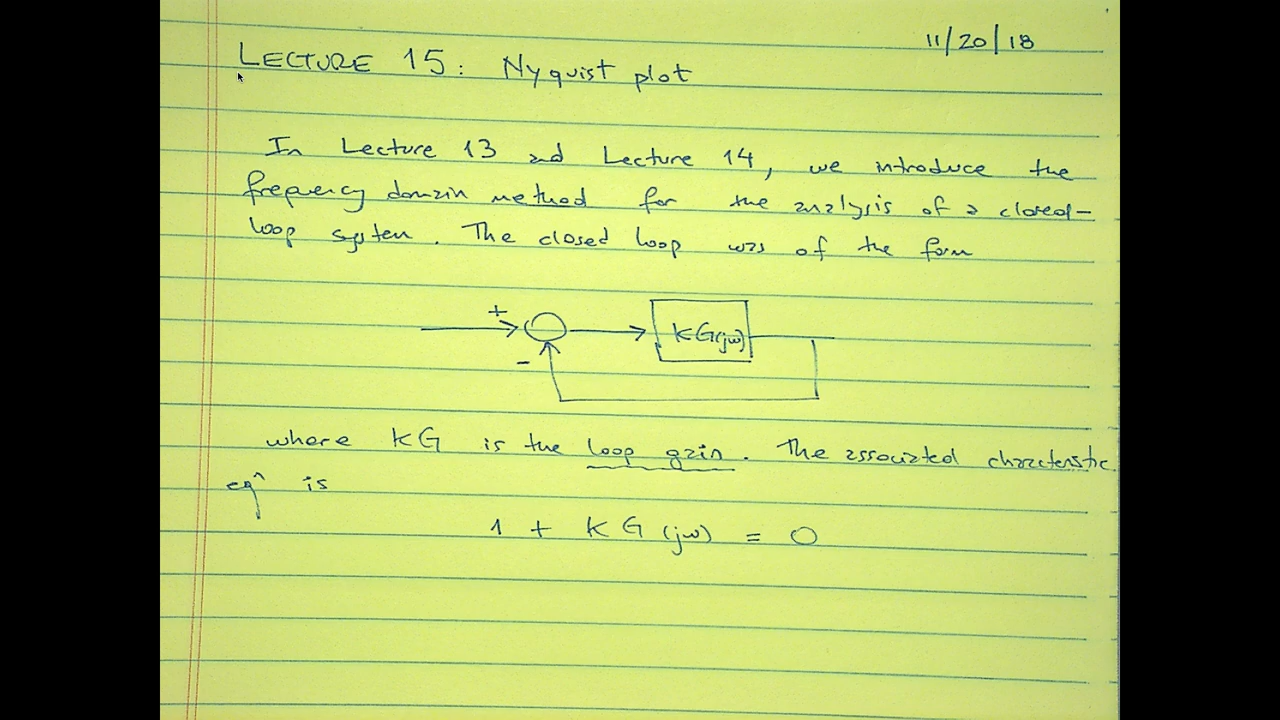 11/20/18
LECTURE 15: Nyquist plot
In Lecture 13 and Lecture 14, we introduce the
frequency domain method for the analysis of a closed-
loop system. The closed loop was of the form
+
KG(jω)
-
where KG is the loop gain. The associated charcteristic
eqn is
1 + KG(jω) = 0